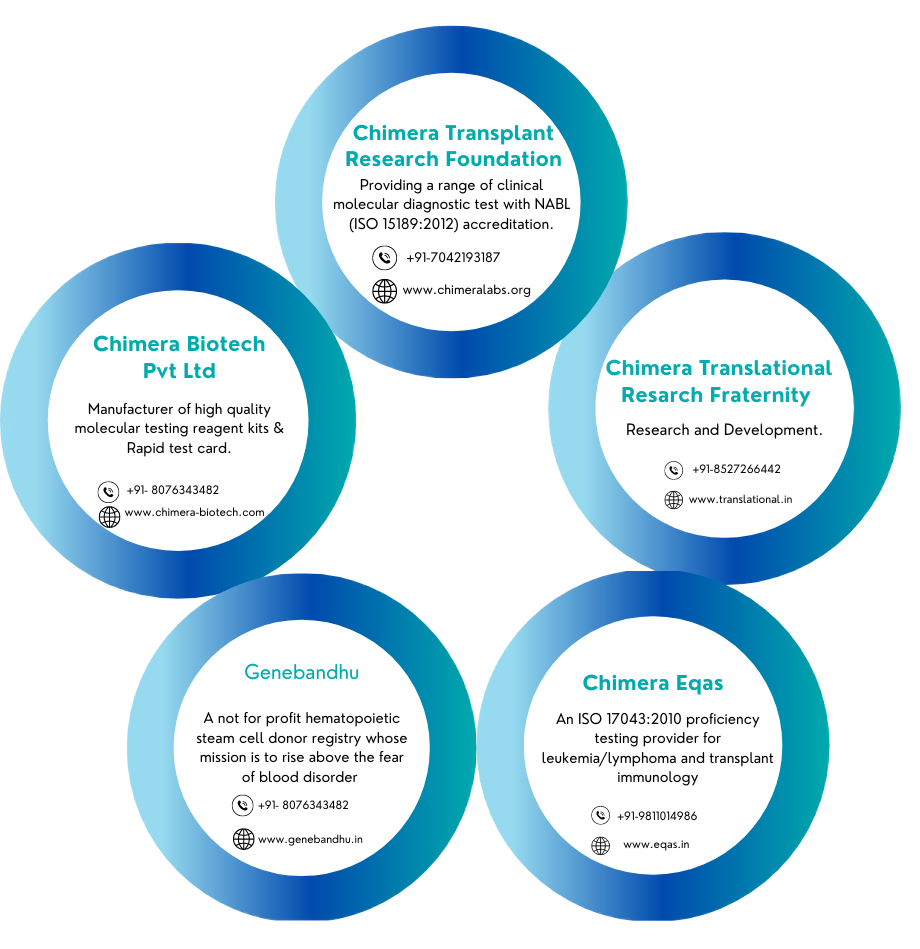 Chimera Transplant
Research Foundation
Providing a range of clinical
molecular diagnostic test with NABL
(ISO 15189:2012) accreditation.
+91-7042193187
www.chimeralabs.org
Chimera Biotech
Pvt Ltd
Manufacturer of high quality
molecular testing reagent kits &
Rapid test card.
+91- 8076343482
www.chimera-biotech.com
Chimera Translational
Resarch Fraternity
Research and Development.
+91-8527266442
www.translational.in
Genebandhu
A not for profit hematopoietic
steam cell donor registry whose
mission is to rise above the fear
of blood disorder
+91- 8076343482
www.genebandhu.in
Chimera Eqas
An ISO 17043:2010 proficiency
testing provider for
leukemia/lymphoma and transplant
immunology
+91-9811014986
www.eqas.in